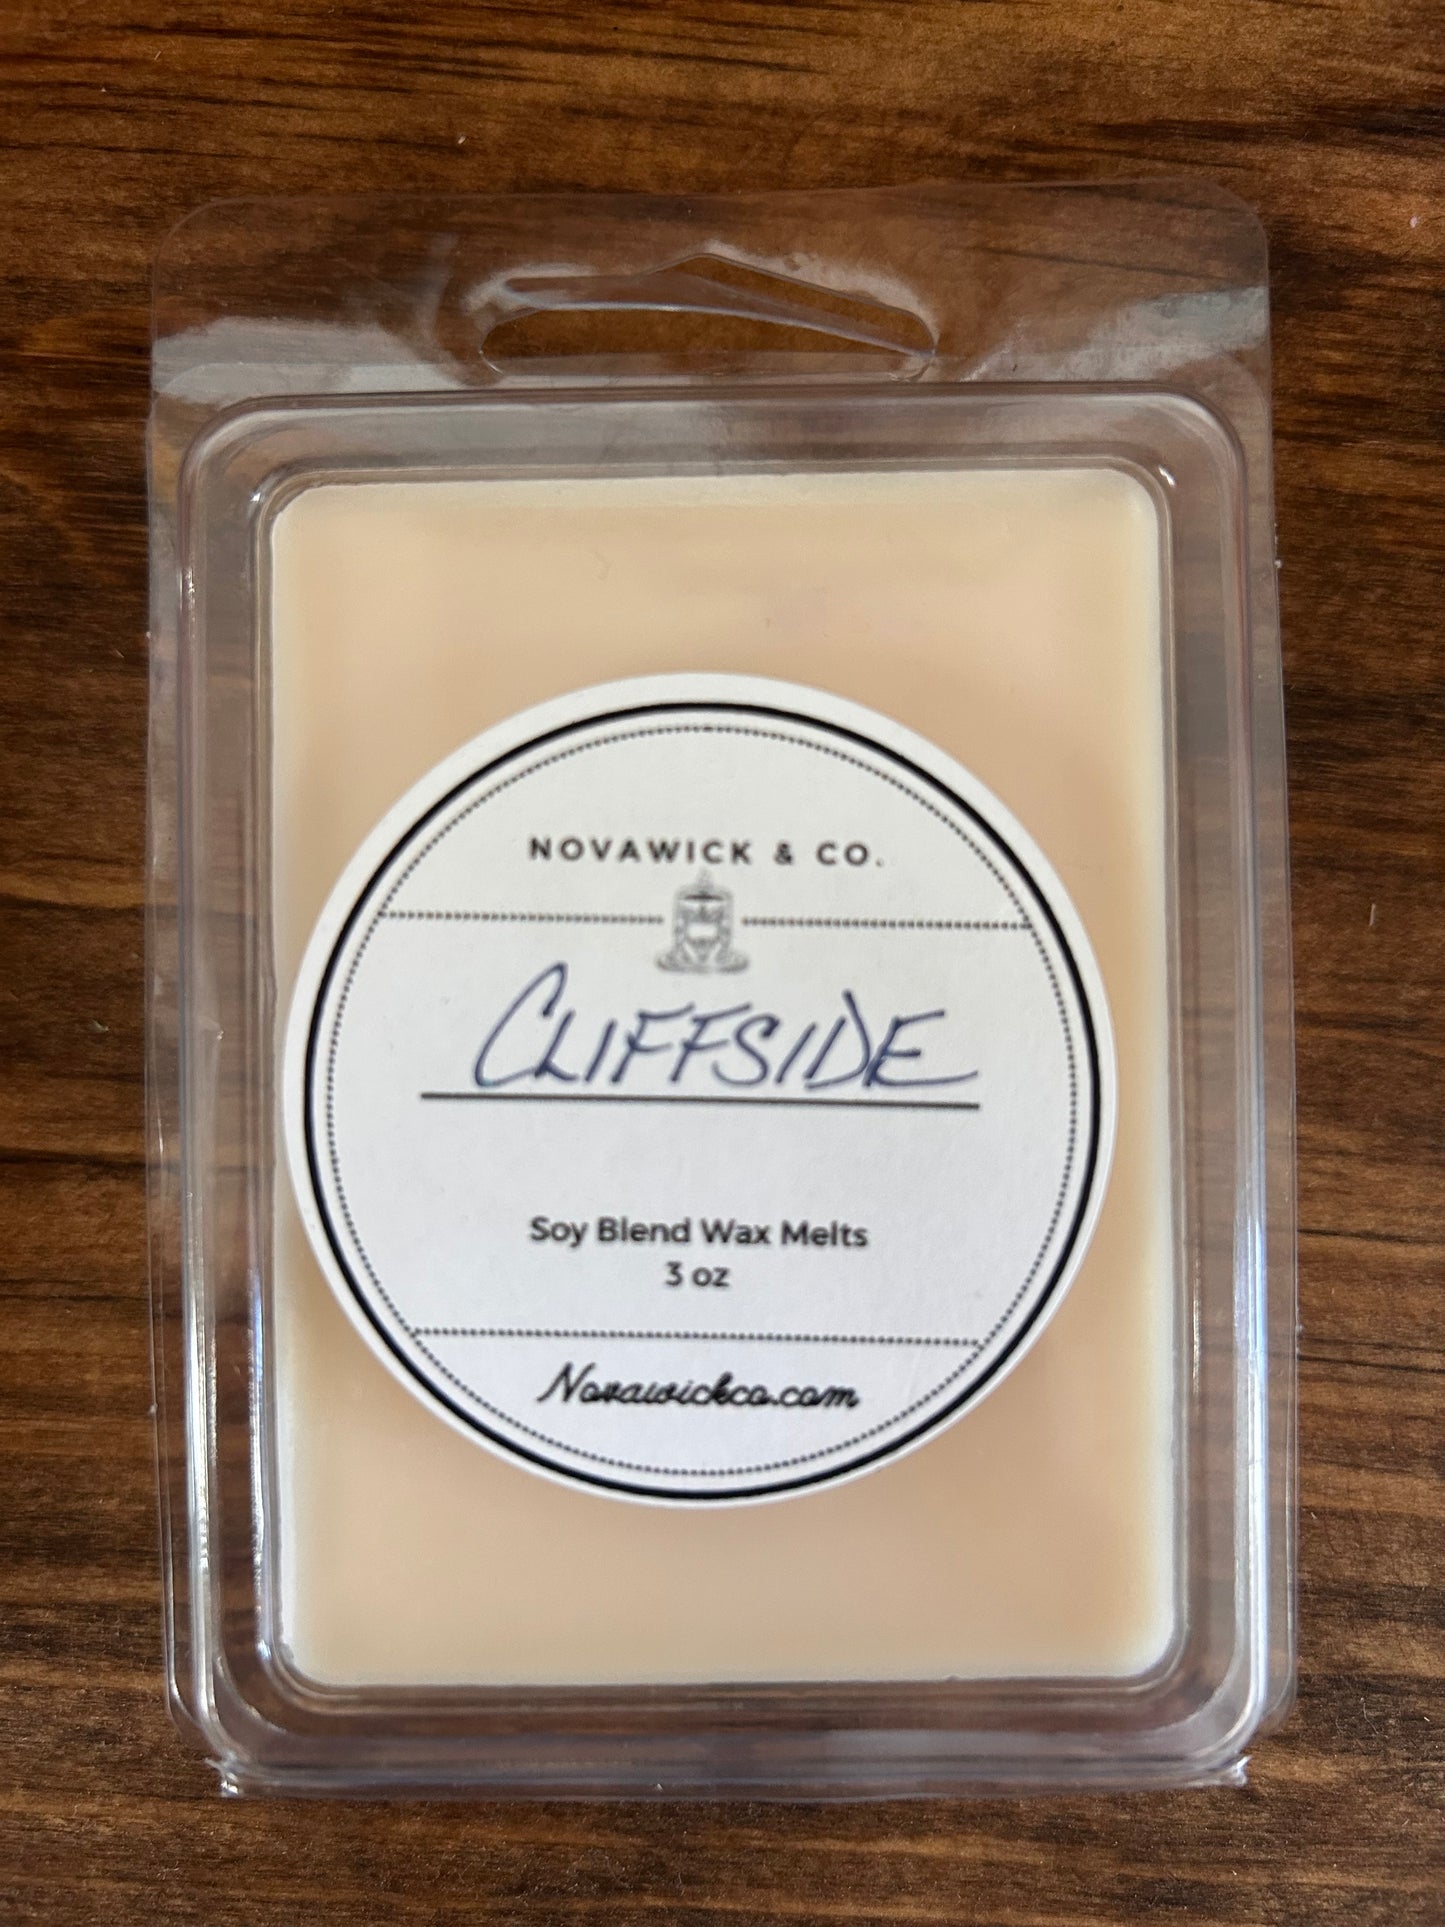 NOVAWICK & CO.
CLIFFSIDE
Soy Blend Wax Melts
3 oz
Novawickco.com